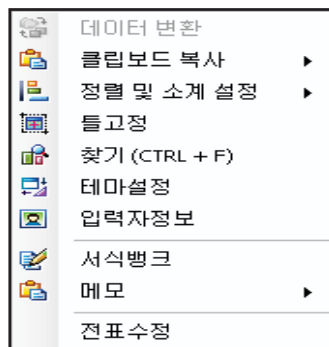 데이터 변환
클립보드 복사
정렬 및 소계 설정
틀고정
찾기 (CTRL + F)
테마설정
입력자정보
서식뱅크
메모
전표수정